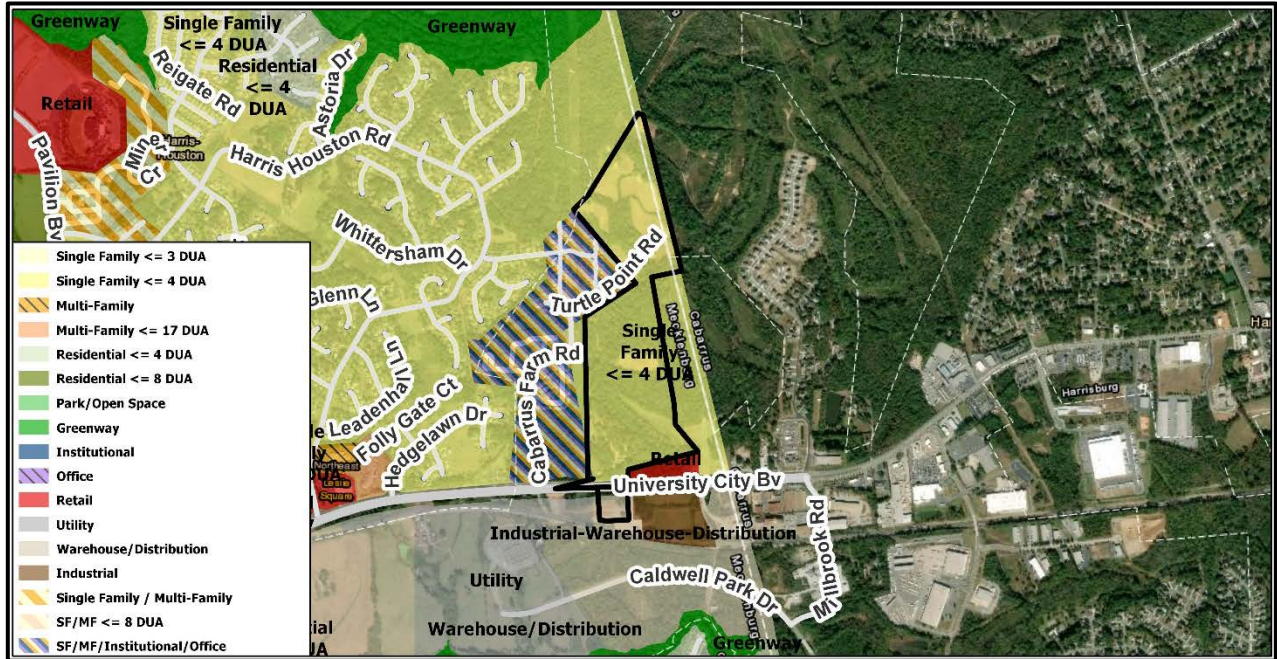 Greenway
Single Family
<= 4 DUA
Residential
<= 4
DUA
Greenway
Retail
Reigate Rd
Astoria Dr
Harris Houston Rd
Harris-
Houston
Pavilion Bv
Whittersham Dr
Glenn Ln
Turtle Point Rd
Single
Family
<= 4 DUA
Mecklenburg
Cabarrus
Leadenhal Ln
Folly Gate Ct
Hedgelawn Dr
Cabarrus Farm Rd
Northeast
Square
Retail
University City Bv
Industrial-Warehouse-Distribution
Utility
Caldwell Park Dr
Millbrook Rd
Warehouse/Distribution
Greenway
Harrisburg
Single Family <= 3 DUA
Single Family <= 4 DUA
Multi-Family
Multi-Family <= 17 DUA
Residential <= 4 DUA
Residential <= 8 DUA
Park/Open Space
Greenway
Institutional
Office
Retail
Utility
Warehouse/Distribution
Industrial
Single Family / Multi-Family
SF/MF <= 8 DUA
SF/MF/Institutional/Office